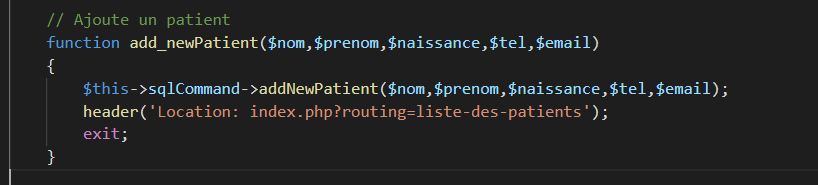 // Ajoute un patient
function add_newPatient($nom,$prenom,$naissance,$tel,$email)
{
$this->sqlCommand->addNewPatient($nom,$prenom,$naissance,$tel,$email);
header('Location: index.php?routing=liste-des-patients');
exit;
}